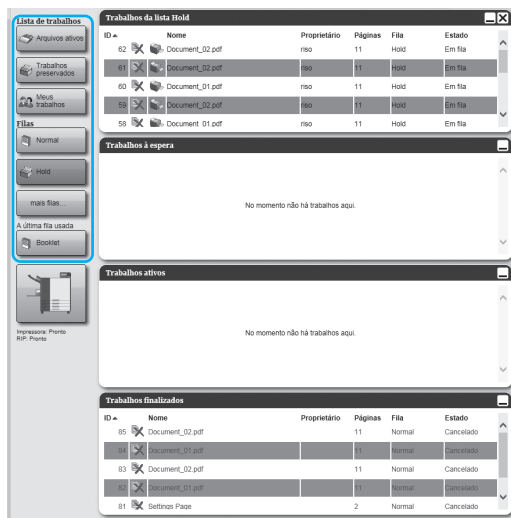 Lista de trabalhos
Arquivos ativos
Trabalhos
preservados
Meus
trabalhos
Filas
Normal
Hold
mais filas...
A última fila usada
Booklet
Impressora: Pronto
RIP: Pronto
Trabalhos da lista Hold
ID Nome Proprietário Páginas Fila Estado
62 Document_02.pdf riso 11 Hold Em fila
61 Document_02.pdf riso 11 Hold Em fila
60 Document_01.pdf riso 11 Hold Em fila
59 Document_02.pdf riso 11 Hold Em fila
58 Document_01.pdf riso 11 Hold Em fila
Trabalhos à espera
No momento não há trabalhos aqui.
Trabalhos ativos
No momento não há trabalhos aqui.
Trabalhos finalizados
ID Nome Proprietário Páginas Fila Estado
85 Document_02.pdf 11 Normal Cancelado
84 Document_01.pdf 11 Normal Cancelado
83 Document_02.pdf 11 Normal Cancelado
82 Document_01.pdf 11 Normal Cancelado
81 Settings Page 2 Normal Cancelado